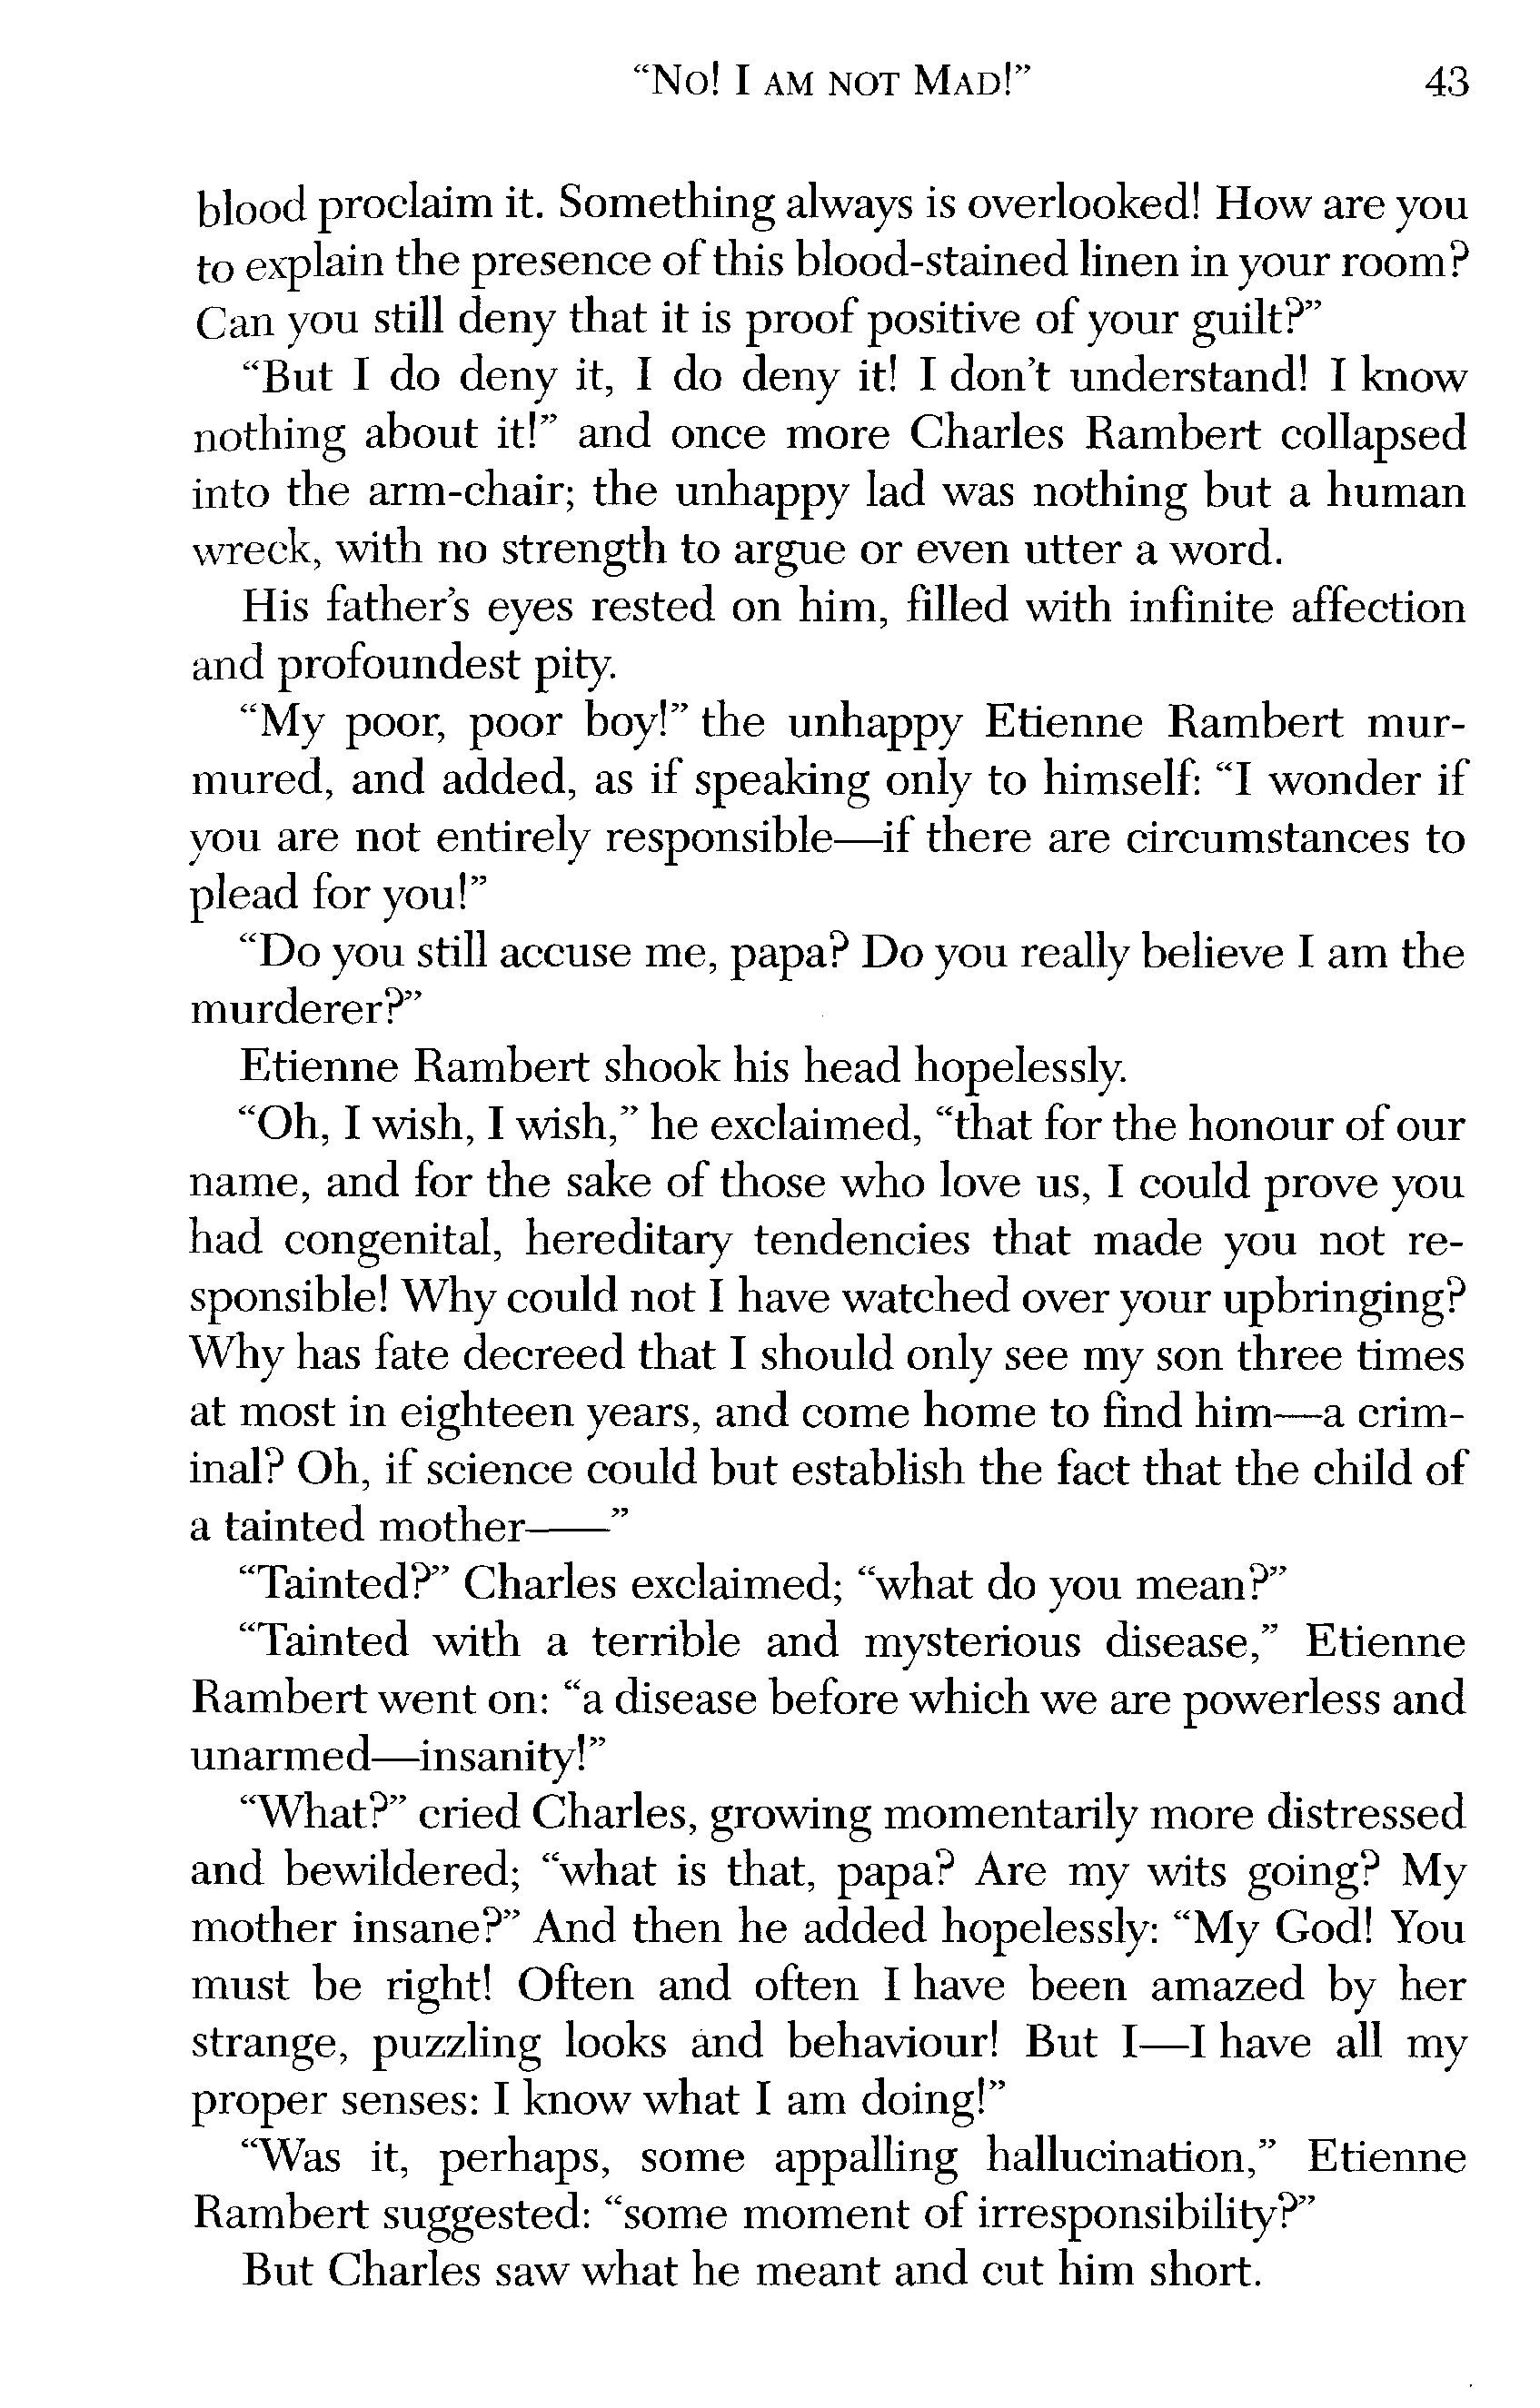 “No! I am not Mad!” 43
blood proclaim it. Something always is overlooked! How are you
to explain the presence of this blood-stained linen in your room?
Can you still deny that it is proof positive of your guilt?”
“But I do deny it, I do deny it! I don’t understand! I know
nothing about it!” and once more Charles Rambert collapsed
into the arm-chair; the unhappy lad was nothing but a human
wreck, with no strength to argue or even utter a word.
His father’s eyes rested on him, filled with infinite affection
and profoundest pity.
“My poor, poor boy!” the unhappy Etienne Rambert mur-
mured, and added, as if speaking only to himself: “I wonder if
you are not entirely responsible—if there are circumstances to
plead for you!”
“Do you still accuse me, papa? Do you really believe I am the
murderer?”
Etienne Rambert shook his head hopelessly.
“Oh, I wish, I wish,” he exclaimed, “that for the honour of our
name, and for the sake of those who love us, I could prove you
had congenital, hereditary tendencies that made you not re-
sponsible! Why could not I have watched over your upbringing?
Why has fate decreed that I should only see my son three times
at most in eighteen years, and come home to find him—a crim-
inal? Oh, if science could but establish the fact that the child of
a tainted mother——”
“Tainted?” Charles exclaimed; “what do you mean?”
“Tainted with a terrible and mysterious disease,” Etienne
Rambert went on: “a disease before which we are powerless and
unarmed—insanity!”
“What?” cried Charles, growing momentarily more distressed
and bewildered; “what is that, papa? Are my wits going? My
mother insane?” And then he added hopelessly: “My God! You
must be right! Often and often I have been amazed by her
strange, puzzling looks and behaviour! But I—I have all my
proper senses: I know what I am doing!”
“Was it, perhaps, some appalling hallucination,” Etienne
Rambert suggested: “some moment of irresponsibility?”
But Charles saw what he meant and cut him short.